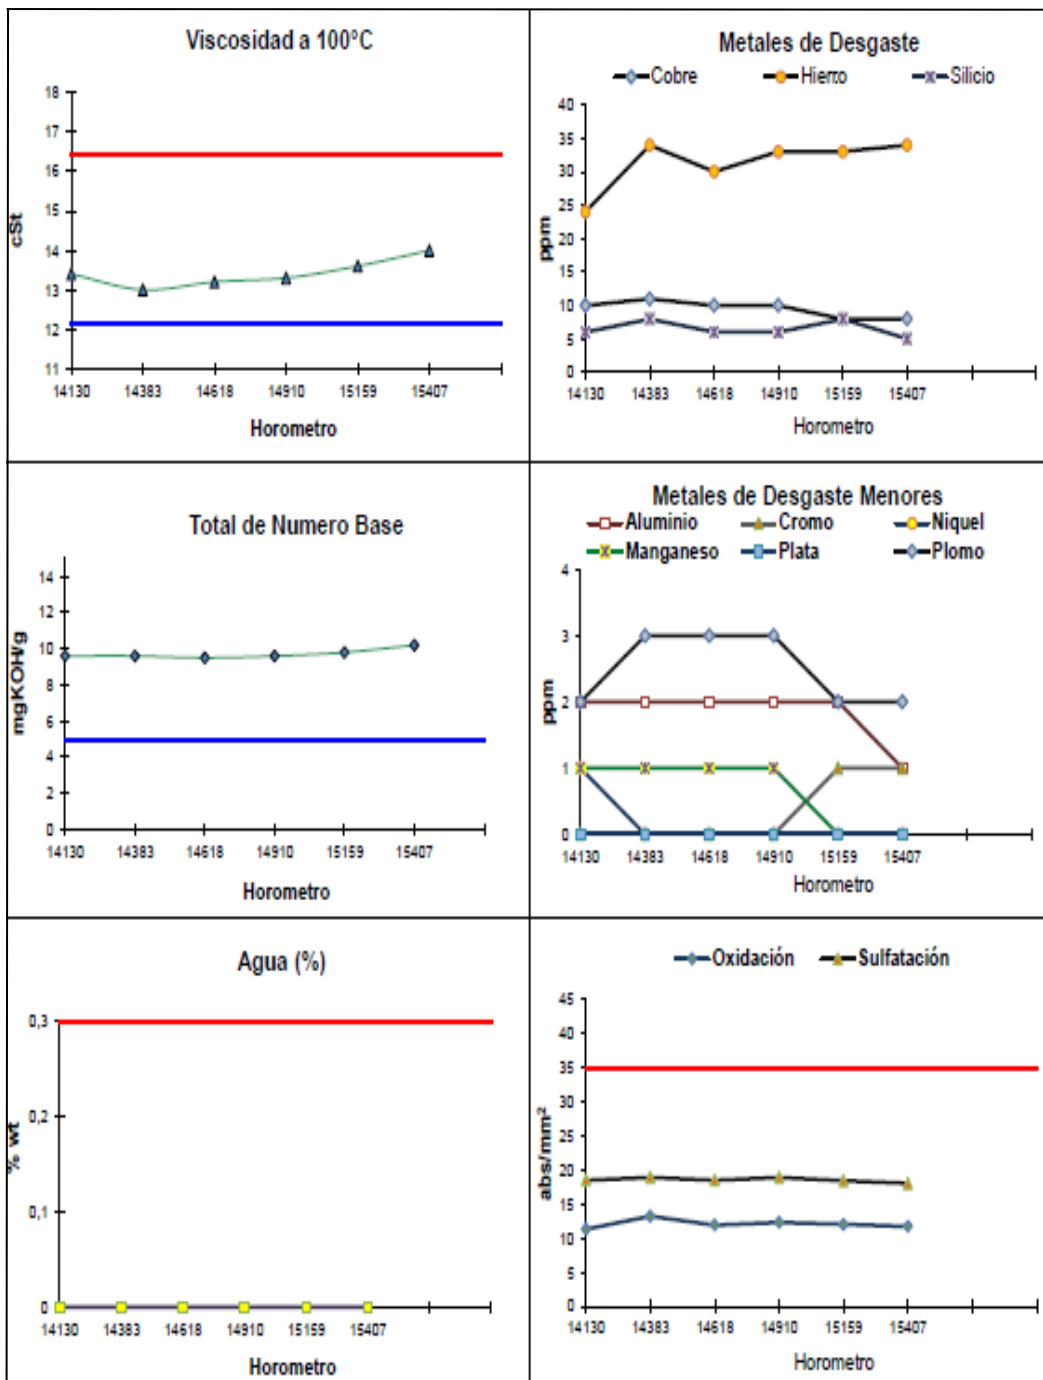 Viscosidad a 100°C
cSt
18
17
16
15
14
13
12
11
14130 14383 14618 14910 15159 15407
Horometro
Metales de Desgaste
Cobre Hierro Silicio
ppm
40
35
30
25
20
15
10
5
0
14130 14383 14618 14910 15159 15407
Horometro
Total de Numero Base
mgKOH/g
14
12
10
8
6
4
2
0
14130 14383 14618 14910 15159 15407
Horometro
Metales de Desgaste Menores
Aluminio Cromo Niquel
Manganeso Plata Plomo
ppm
4
3
2
1
0
14130 14383 14618 14910 15159 15407
Horometro
Agua (%)
% wt
0,3
0,2
0,1
0
14130 14383 14618 14910 15159 15407
Horometro
Oxidación Sulfatación
abs/mm²
45
40
35
30
25
20
15
10
5
0
14130 14383 14618 14910 15159 15407
Horometro